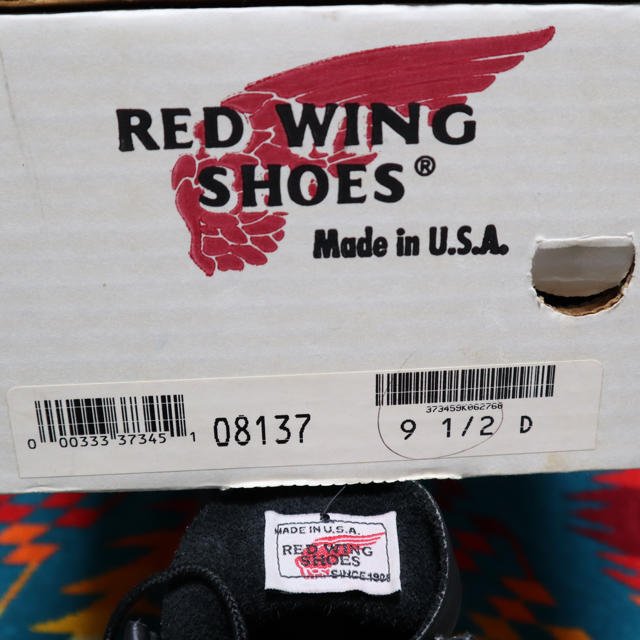 RED WING
SHOES®
Made in U.S.A.
0 00333 37345 1
08137
373459K062760
9 1/2 D
MADE IN U.S.A.
RED WING
SHOES
SINCE 1905